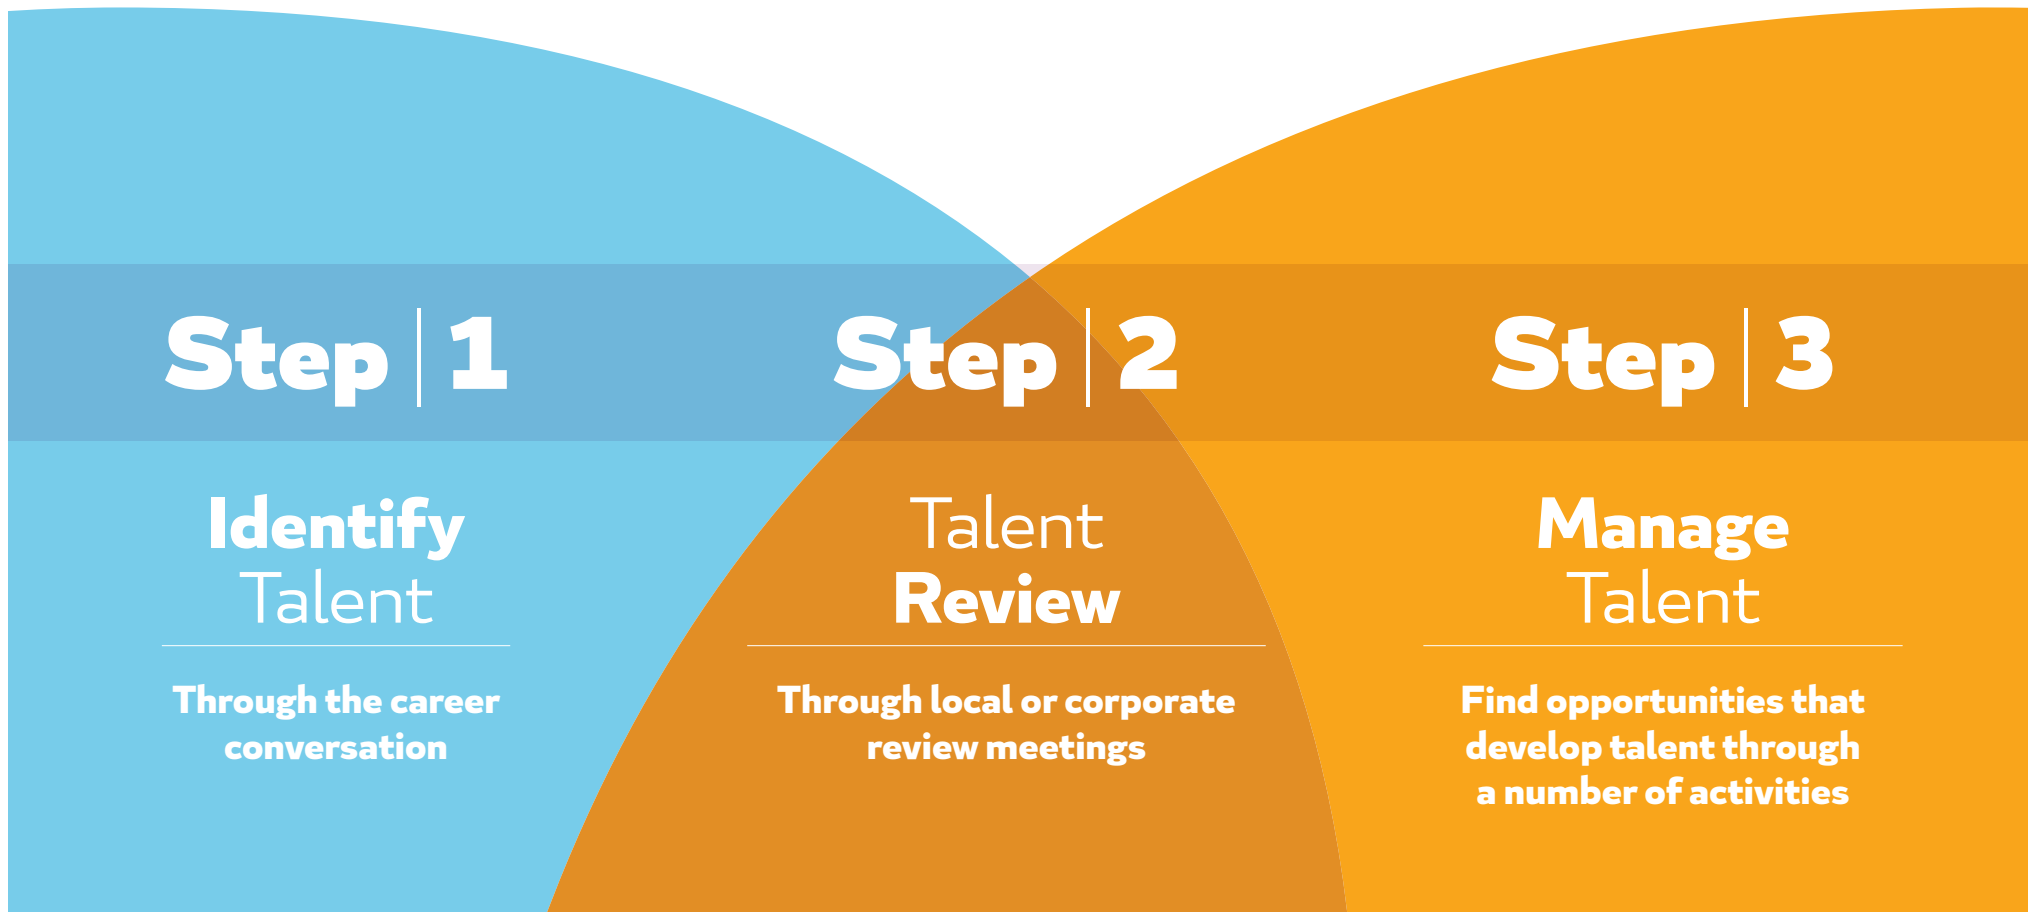 Step | 1
Identify
Talent
Through the career
conversation
Step | 2
Talent
Review
Through local or corporate
review meetings
Step | 3
Manage
Talent
Find opportunities that
develop talent through
a number of activities